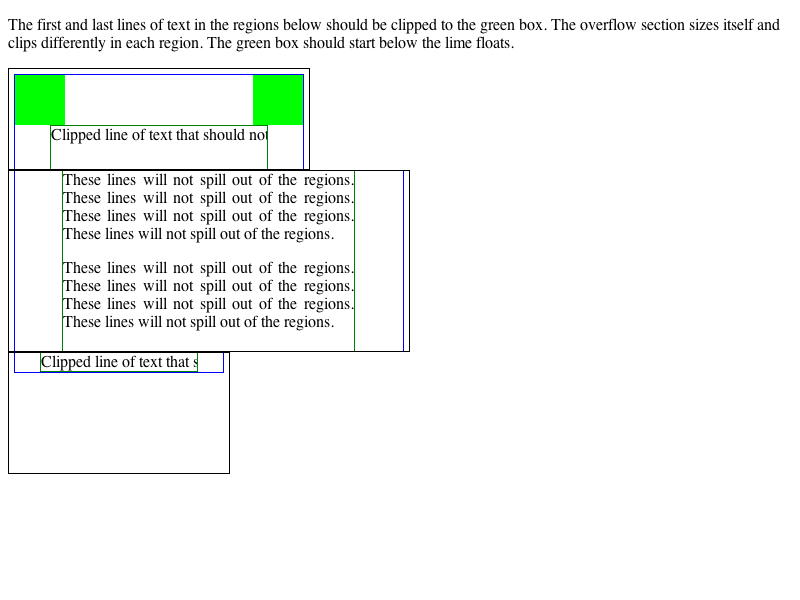 The first and last lines of text in the regions below should be clipped to the green box. The overflow section sizes itself and
clips differently in each region. The green box should start below the lime floats.
Clipped line of text that should not
These lines will not spill out of the regions.
These lines will not spill out of the regions.
These lines will not spill out of the regions.
These lines will not spill out of the regions.
These lines will not spill out of the regions.
These lines will not spill out of the regions.
These lines will not spill out of the regions.
These lines will not spill out of the regions.
Clipped line of text that s